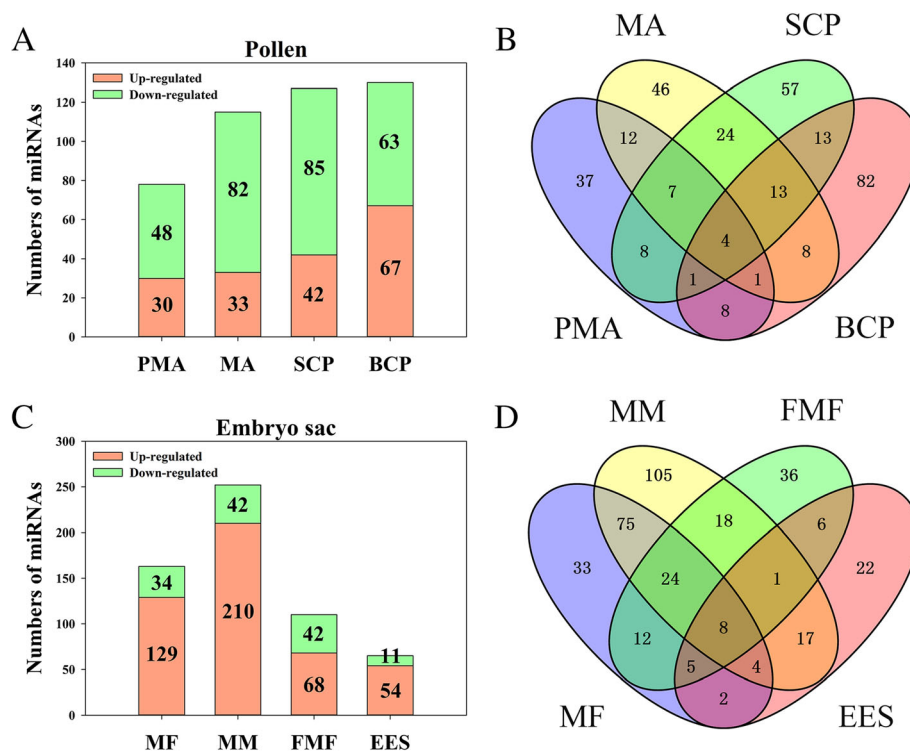 A
Pollen
Numbers of miRNAs
140
120
100
80
60
40
20
0
Up-regulated
Down-regulated
48
30
82
33
85
42
63
67
PMA MA SCP BCP
B
MA SCP
46 57
12 24 13
37 7 13 82
8 4 8
1 1
8
PMA BCP
C
Embryo sac
Numbers of miRNAs
300
250
200
150
100
50
0
Up-regulated
Down-regulated
34
129
42
210
42
68
11
54
MF MM FMF EES
D
MM FMF
105 36
75 18 6
33 24 1 22
12 8 17
5 4
2
MF EES